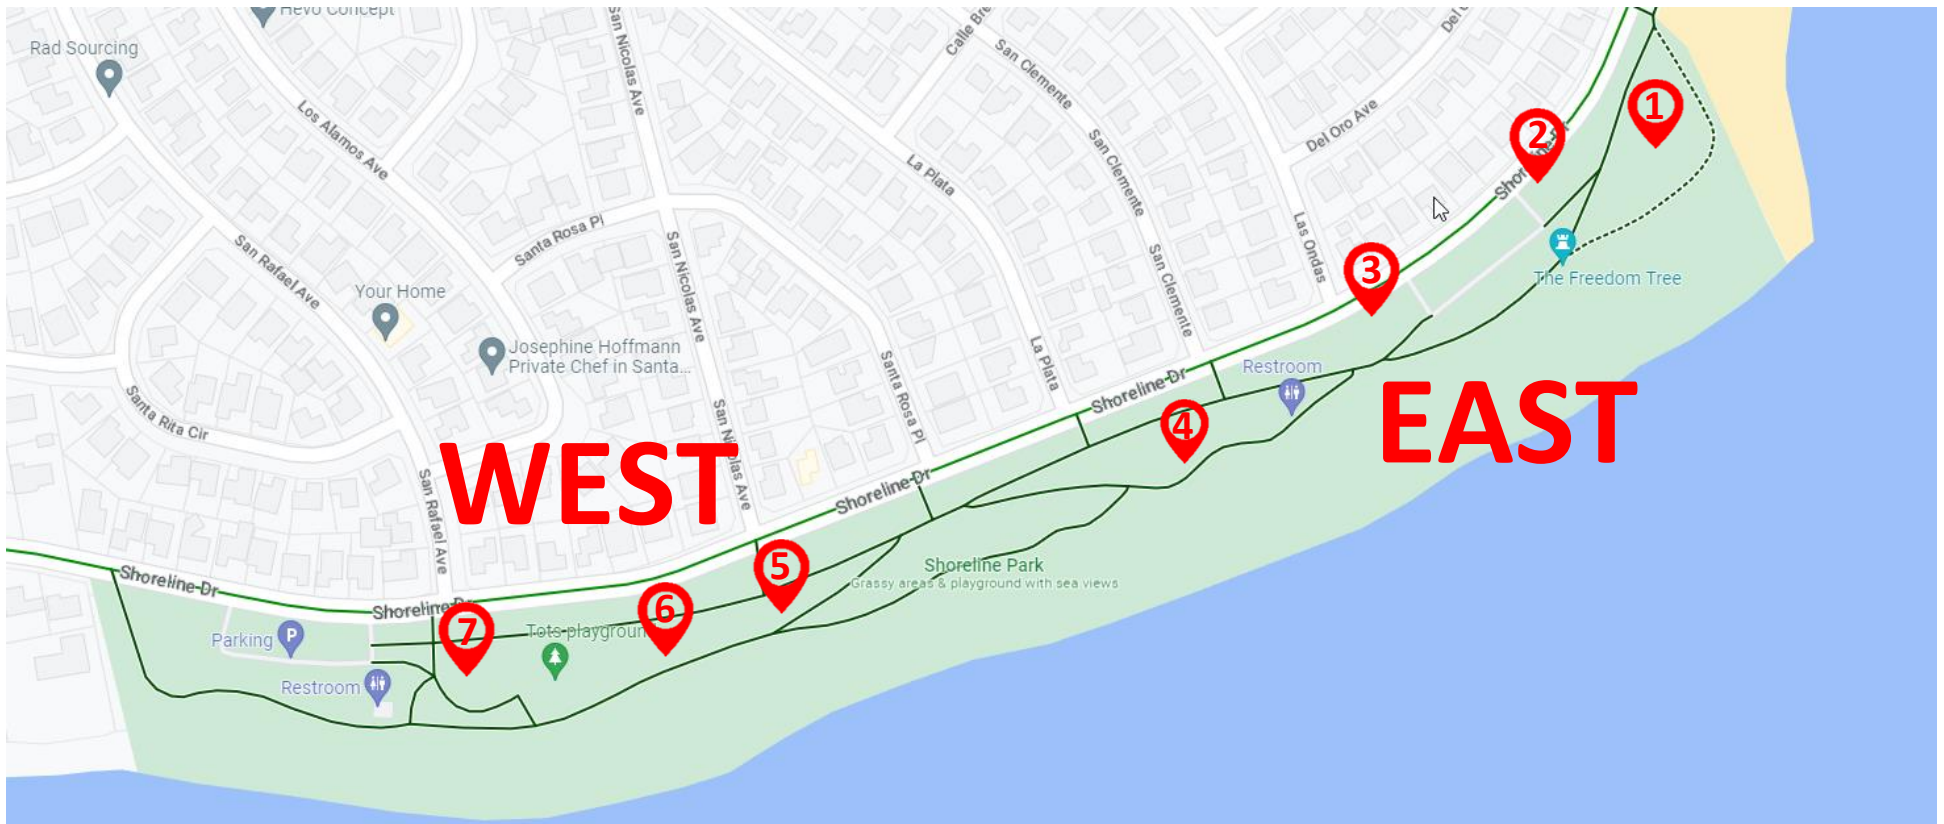 Hevo Concept
Rad Sourcing
San Nicolas Ave
Calle Bre
San Clemente
Del
Los Alamos Ave
La Plata
San Clemente
Del Oro Ave
1
2
Shoreline Dr
Santa Rosa Pl
San Rafael Ave
San Nicolas Ave
San Clemente
Las Ondas
3
The Freedom Tree
Your Home
Josephine Hoffmann
Private Chef in Santa...
Santa Rosa Pl
La Plata
Restroom
Shoreline Dr
4
EAST
Santa Rita Cir
San Rafael Ave
WEST
San Nicolas Ave
Shoreline Dr
5
Shoreline Park
Grassy areas & playground with sea views
Shoreline Dr
Shoreline Dr
6
7
Tots playground
Parking
P
Restroom